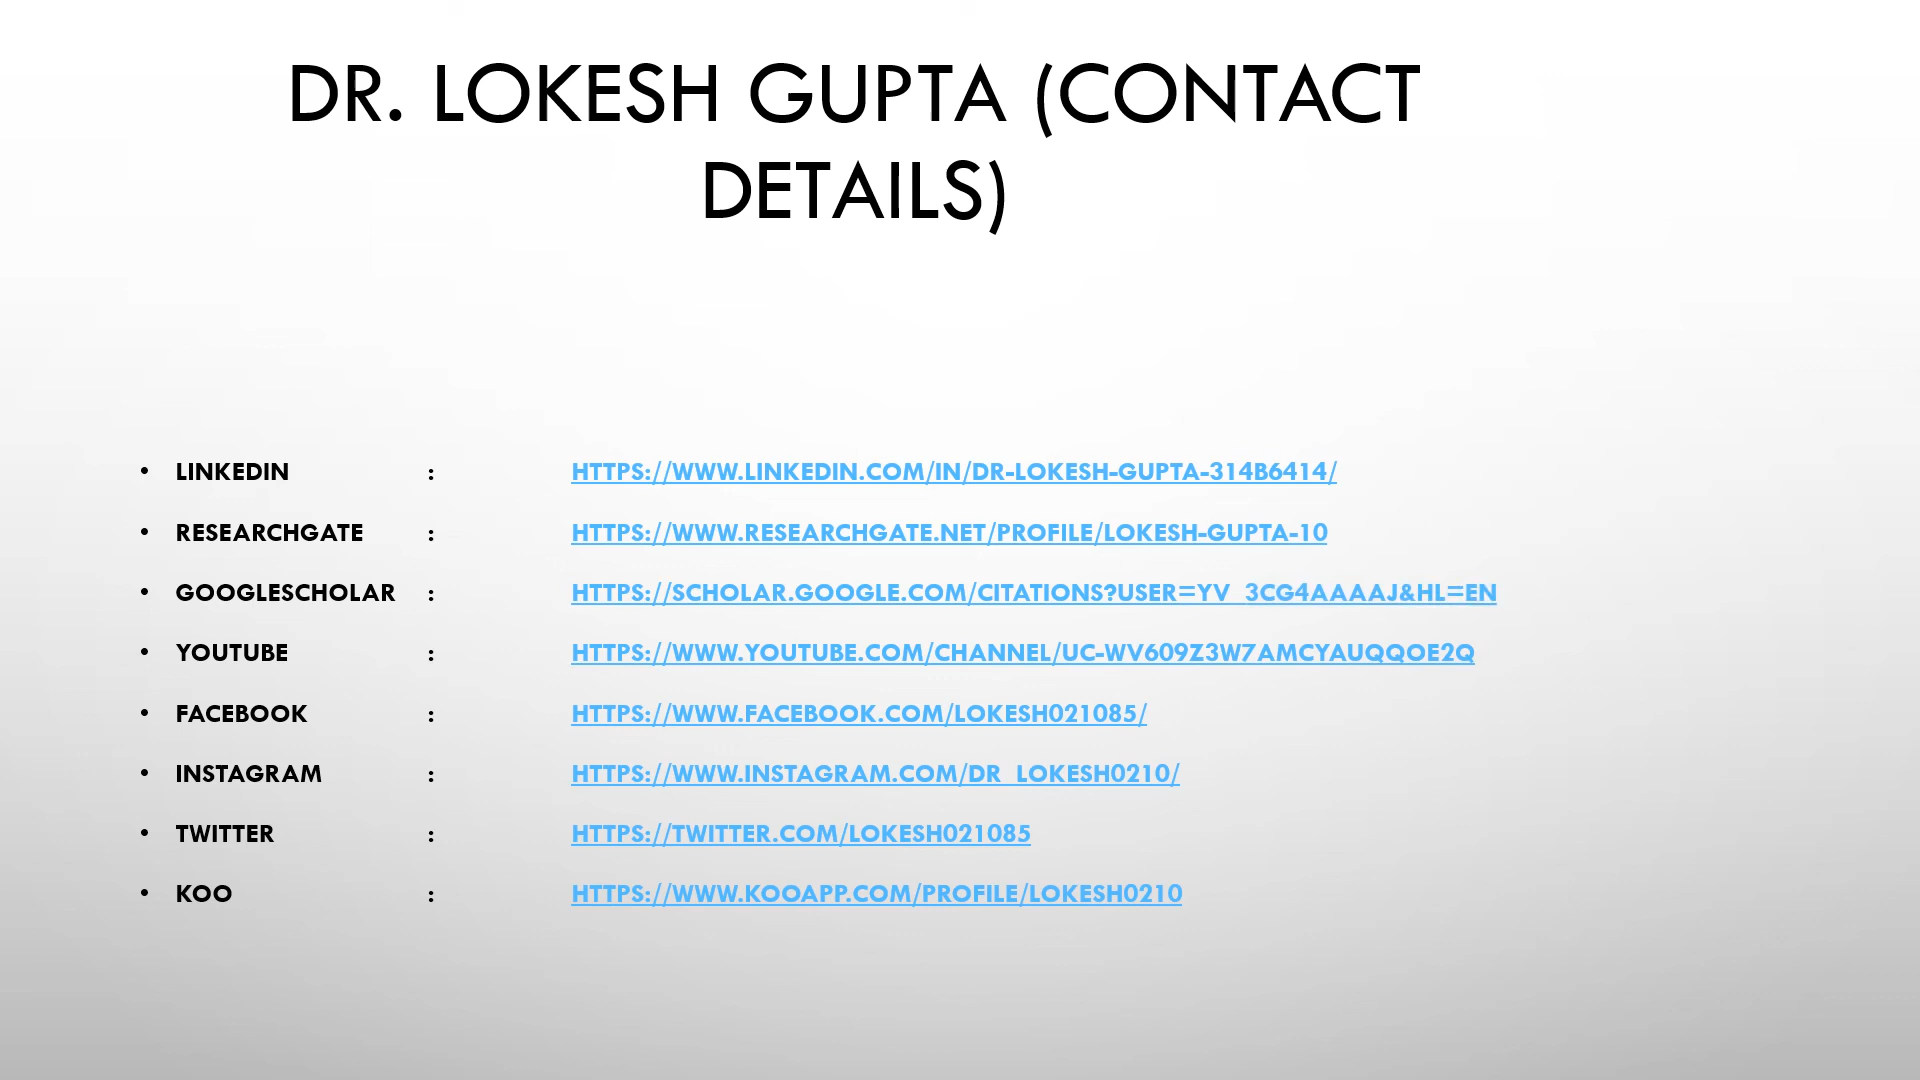 DR. LOKESH GUPTA (CONTACT
DETAILS)
• LINKEDIN : HTTPS://WWW.LINKEDIN.COM/IN/DR-LOKESH-GUPTA-314B6414/
• RESEARCHGATE : HTTPS://WWW.RESEARCHGATE.NET/PROFILE/LOKESH-GUPTA-10
• GOOGLESCHOLAR : HTTPS://SCHOLAR.GOOGLE.COM/CITATIONS?USER=YV_3CG4AAAAJ&HL=EN
• YOUTUBE : HTTPS://WWW.YOUTUBE.COM/CHANNEL/UC-WV609Z3W7AMCYAUQQOE2Q
• FACEBOOK : HTTPS://WWW.FACEBOOK.COM/LOKESH021085/
• INSTAGRAM : HTTPS://WWW.INSTAGRAM.COM/DR_LOKESH0210/
• TWITTER : HTTPS://TWITTER.COM/LOKESH021085
• KOO : HTTPS://WWW.KOOAPP.COM/PROFILE/LOKESH0210